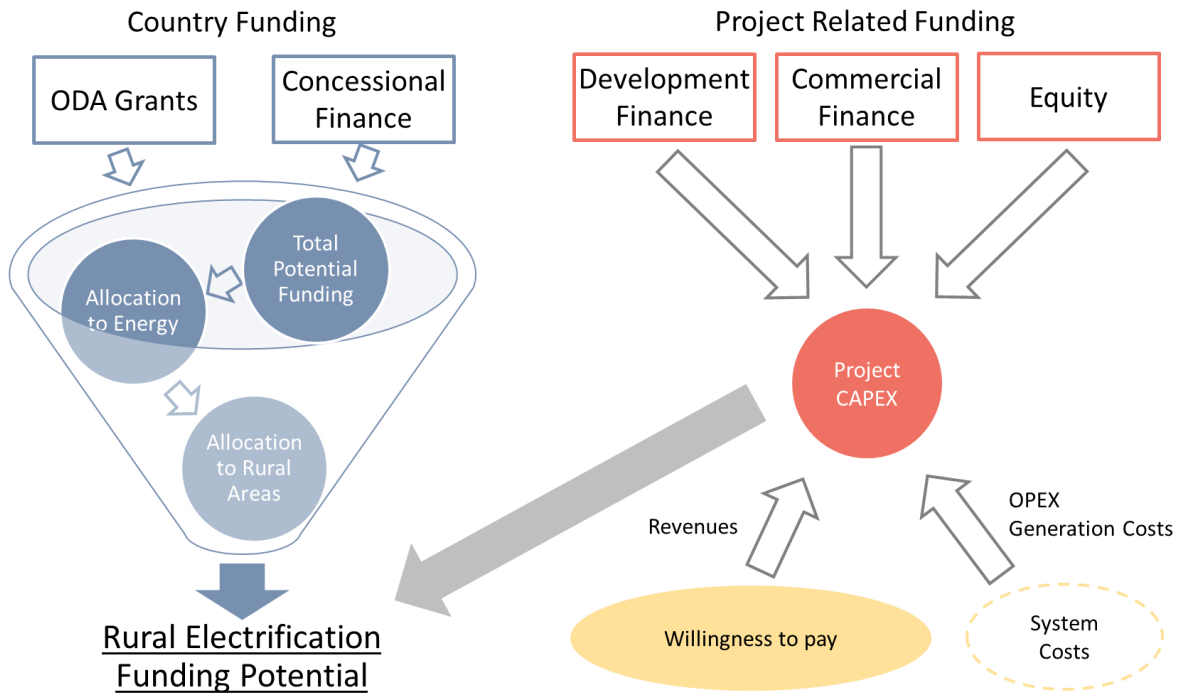 Country Funding
ODA Grants
Concessional
Finance
Total
Potential
Funding
Allocation
to Energy
Allocation
to Rural
Areas
Rural Electrification
Funding Potential
Project Related Funding
Development
Finance
Commercial
Finance
Equity
Project
CAPEX
Revenues
OPEX
Generation Costs
Willingness to pay
System
Costs